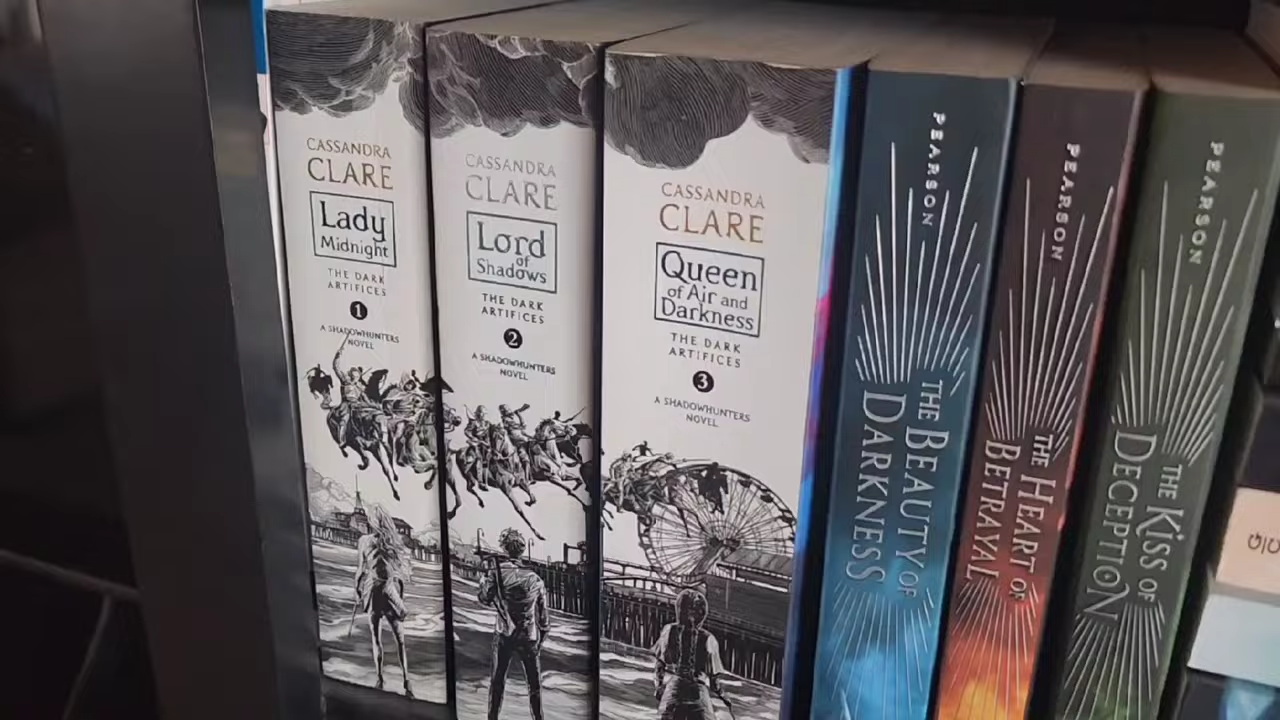 CASSANDRA
CLARE
Lady
Midnight
THE DARK
ARTIFICES
1
A SHADOWHUNTERS
NOVEL
CASSANDRA
CLARE
Lord
of
Shadows
THE DARK
ARTIFICES
2
A SHADOWHUNTERS
NOVEL
CASSANDRA
CLARE
Queen
of Air and
Darkness
THE DARK
ARTIFICES
3
A SHADOWHUNTERS
NOVEL
PEARSON
THE BEAUTY OF
DARKNESS
PEARSON
THE HEART OF
BETRAYAL
PEARSON
THE KISS OF
DECEPTION